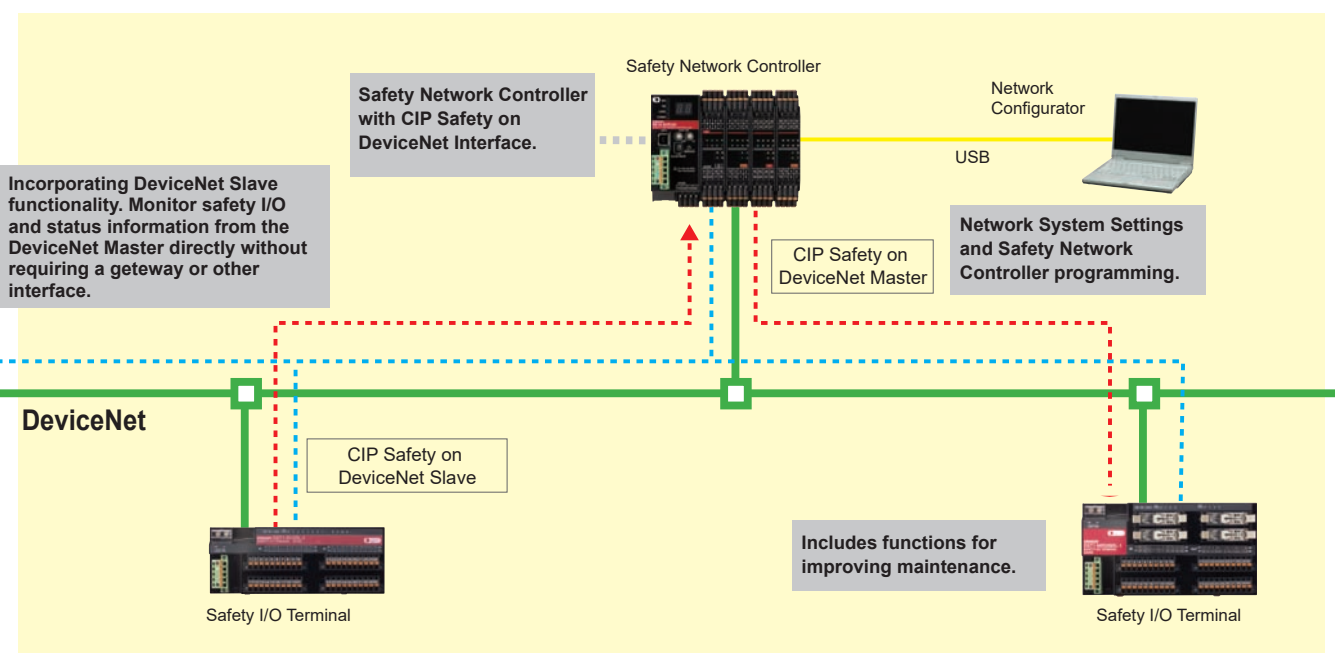 Safety Network Controller
Safety Network Controller
with CIP Safety on
DeviceNet Interface.
Network
Configurator
USB
Incorporating DeviceNet Slave
functionality. Monitor safety I/O
and status information from the
DeviceNet Master directly without
requiring a geteway or other
interface.
Network System Settings
and Safety Network
Controller programming.
CIP Safety on
DeviceNet Master
DeviceNet
CIP Safety on
DeviceNet Slave
Includes functions for
improving maintenance.
Safety I/O Terminal
Safety I/O Terminal